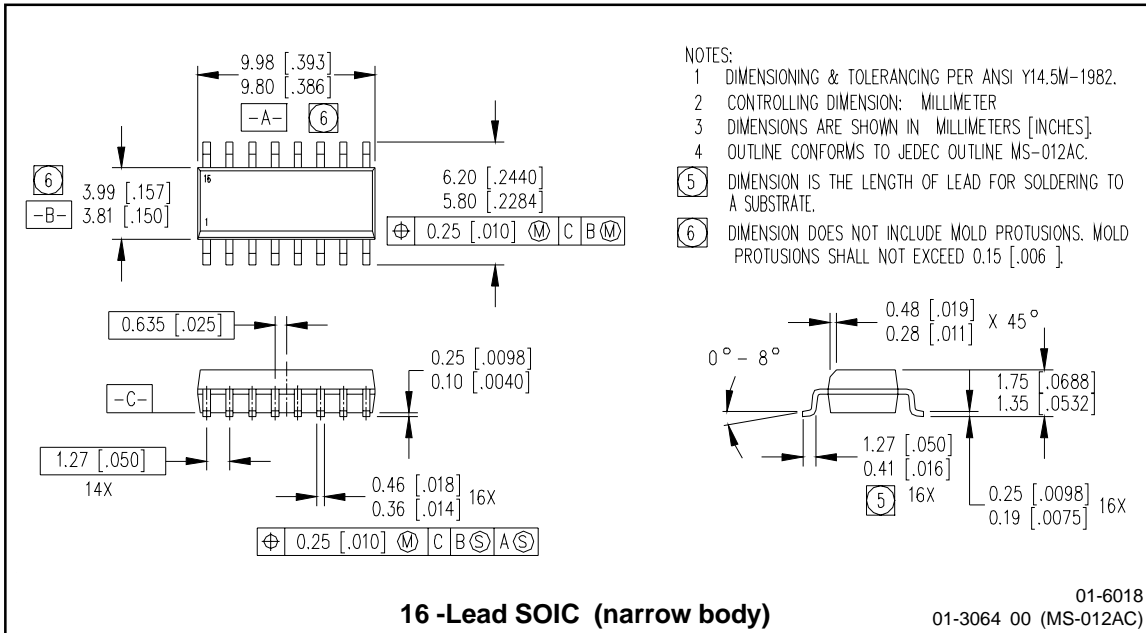 9.98 [.393]
9.80 [.386]
-A- 6
6
3.99 [.157]
3.81 [.150]
-B-
16
1
6.20 [.2440]
5.80 [.2284]
⌖ 0.25 [.010] Ⓜ C B Ⓜ
NOTES:
1 DIMENSIONING & TOLERANCING PER ANSI Y14.5M-1982.
2 CONTROLLING DIMENSION: MILLIMETER
3 DIMENSIONS ARE SHOWN IN MILLIMETERS [INCHES].
4 OUTLINE CONFORMS TO JEDEC OUTLINE MS-012AC.
5 DIMENSION IS THE LENGTH OF LEAD FOR SOLDERING TO
A SUBSTRATE.
6 DIMENSION DOES NOT INCLUDE MOLD PROTUSIONS. MOLD
PROTUSIONS SHALL NOT EXCEED 0.15 [.006 ].
0.635 [.025]
0.25 [.0098]
0.10 [.0040]
-C-
1.27 [.050]
14X
0.46 [.018]
0.36 [.014] 16X
⌖ 0.25 [.010] Ⓜ C B Ⓢ A Ⓢ
0.48 [.019]
0.28 [.011] X 45°
0° - 8°
1.75 [.0688]
1.35 [.0532]
1.27 [.050]
0.41 [.016]
5 16X
0.25 [.0098]
0.19 [.0075] 16X
16 -Lead SOIC (narrow body)
01-6018
01-3064 00 (MS-012AC)